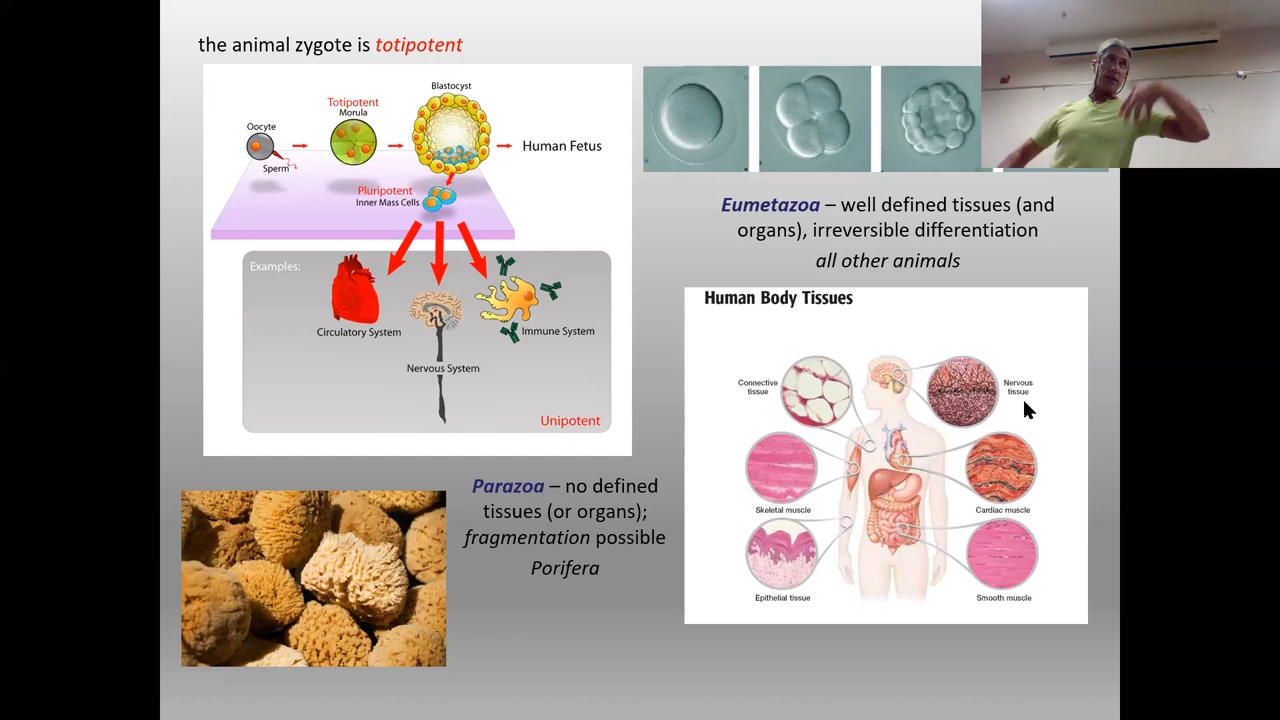 the animal zygote is totipotent
Blastocyst
Totipotent
Morula
Oocyte
Human Fetus
Sperm
Pluripotent
Inner Mass Cells
Examples:
Circulatory System
Immune System
Nervous System
Unipotent
Eumetazoa – well defined tissues (and
organs), irreversible differentiation
all other animals
Human Body Tissues
Connective
tissue
Nervous
tissue
Skeletal muscle
Cardiac muscle
Epithelial tissue
Smooth muscle
Parazoa – no defined
tissues (or organs);
fragmentation possible
Porifera